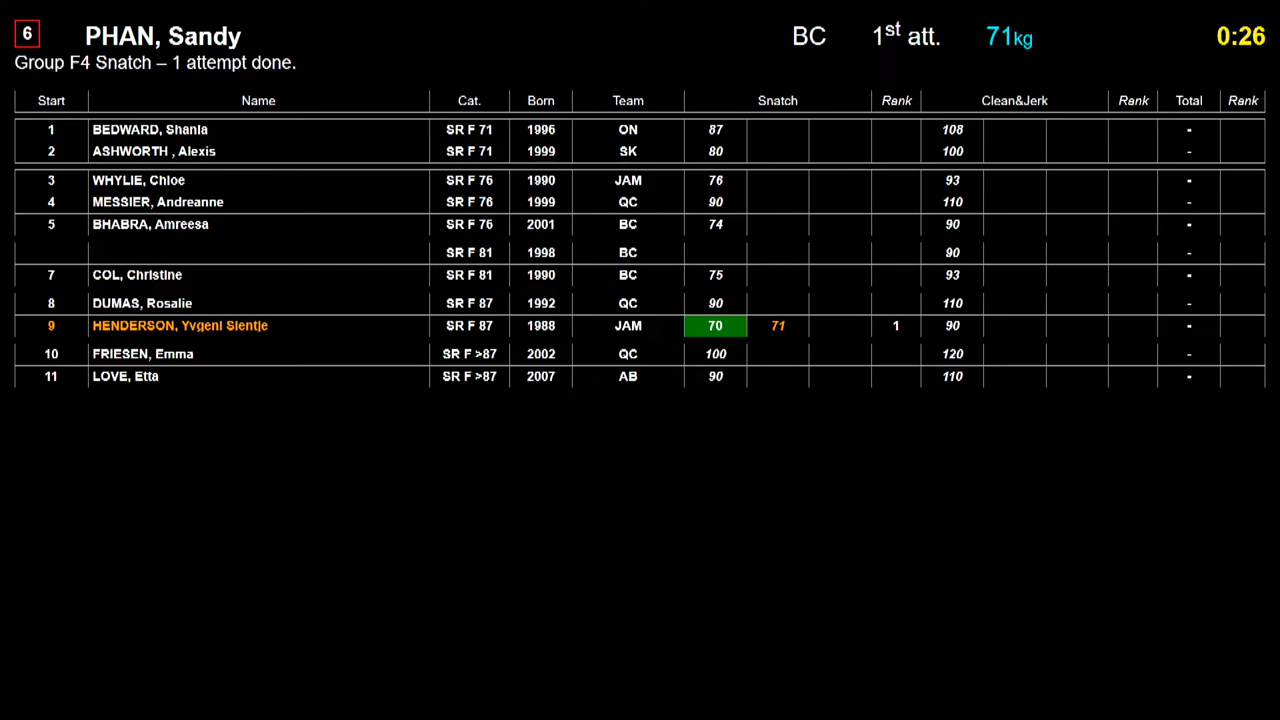 6 PHAN, Sandy BC 1st att. 71kg 0:26
Group F4 Snatch – 1 attempt done.
Start Name Cat. Born Team Snatch Rank Clean&Jerk Rank Total Rank
1 BEDWARD, Shania SR F 71 1996 ON 87 108 -
2 ASHWORTH , Alexis SR F 71 1999 SK 80 100 -
3 WHYLIE, Chloe SR F 76 1990 JAM 76 93 -
4 MESSIER, Andreanne SR F 76 1999 QC 90 110 -
5 BHABRA, Amreesa SR F 76 2001 BC 74 90 -
SR F 81 1998 BC 90 -
7 COL, Christine SR F 81 1990 BC 75 93 -
8 DUMAS, Rosalie SR F 87 1992 QC 90 110 -
9 HENDERSON, Yvgeni Sientje SR F 87 1988 JAM 70 71 1 90 -
10 FRIESEN, Emma SR F >87 2002 QC 100 120 -
11 LOVE, Etta SR F >87 2007 AB 90 110 -